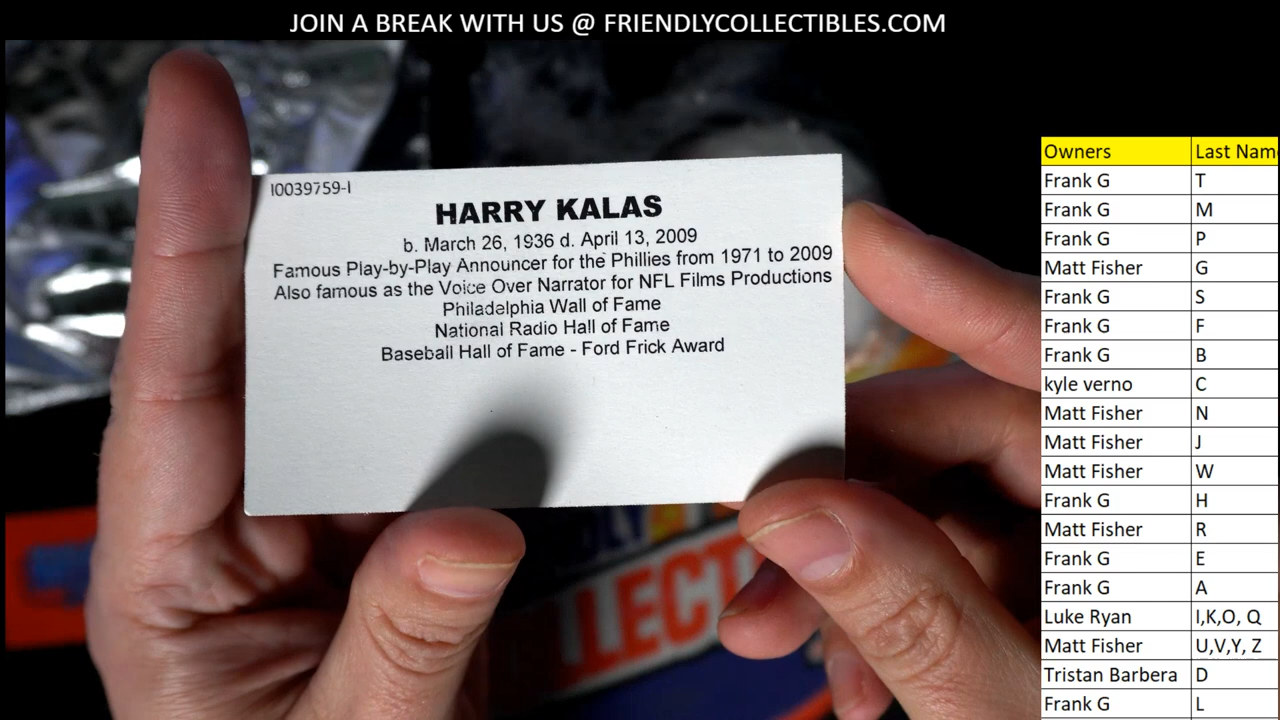 JOIN A BREAK WITH US @ FRIENDLYCOLLECTIBLES.COM
I0039759-I
HARRY KALAS
b. March 26, 1936 d. April 13, 2009
Famous Play-by-Play Announcer for the Phillies from 1971 to 2009
Also famous as the Voice Over Narrator for NFL Films Productions
Philadelphia Wall of Fame
National Radio Hall of Fame
Baseball Hall of Fame - Ford Frick Award
LECT
Owners Last Nam
Frank G T
Frank G M
Frank G P
Matt Fisher G
Frank G S
Frank G F
Frank G B
kyle verno C
Matt Fisher N
Matt Fisher J
Matt Fisher W
Frank G H
Matt Fisher R
Frank G E
Frank G A
Luke Ryan I,K,O, Q
Matt Fisher U,V,Y, Z
Tristan Barbera D
Frank G L